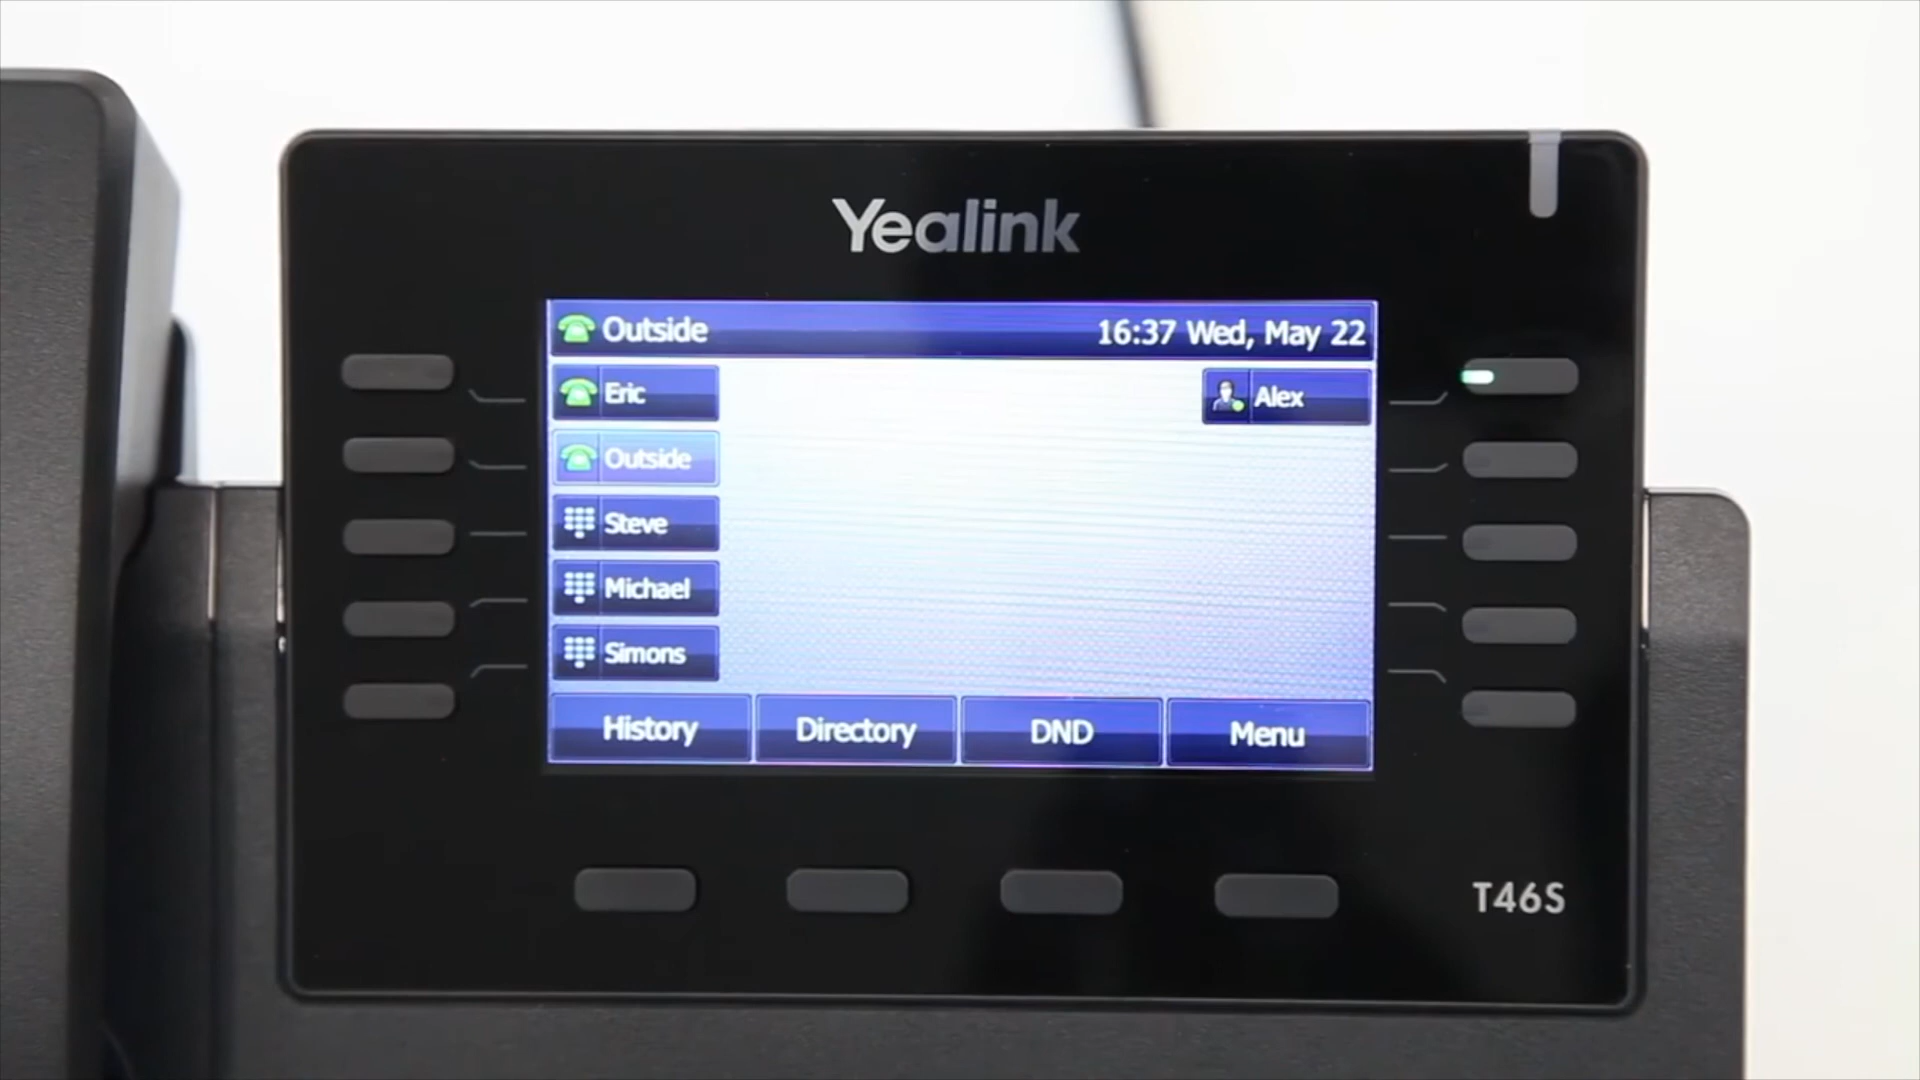 Yealink
Outside 16:37 Wed, May 22
Eric Alex
Outside
Steve
Michael
Simons
History Directory DND Menu
T46S